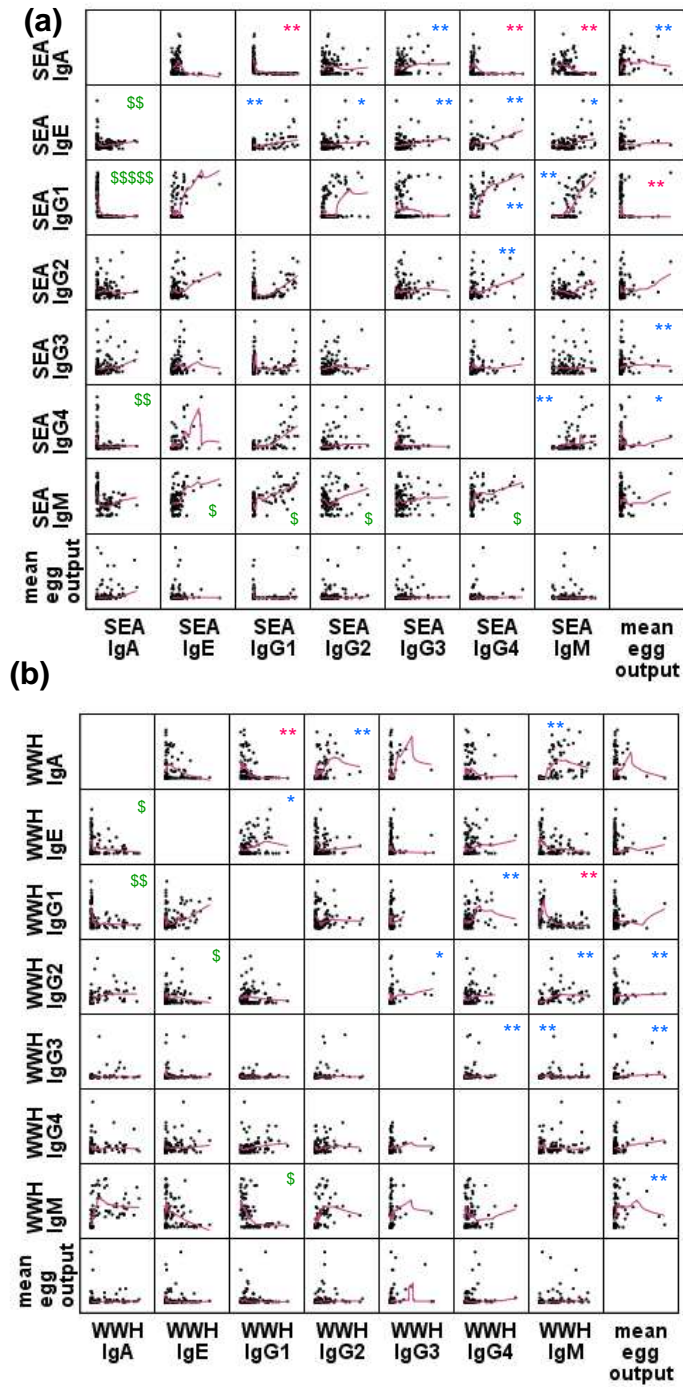 (a)
SEA IgA
** ** ** ** **
SEA IgE
$$ ** * ** ** *
SEA IgG1
$$$$$ ** ** **
SEA IgG2
**
SEA IgG3
**
SEA IgG4
$$ ** *
SEA IgM
$ $ $ $
mean egg output
SEA SEA SEA SEA SEA SEA SEA mean
IgA IgE IgG1 IgG2 IgG3 IgG4 IgM egg
output
(b)
WWH IgA
** ** **
WWH IgE
$ *
WWH IgG1
$$ ** **
WWH IgG2
$ * ** **
WWH IgG3
** ** **
WWH IgG4
WWH IgM
$ **
mean egg output
WWH WWH WWH WWH WWH WWH WWH mean
IgA IgE IgG1 IgG2 IgG3 IgG4 IgM egg
output